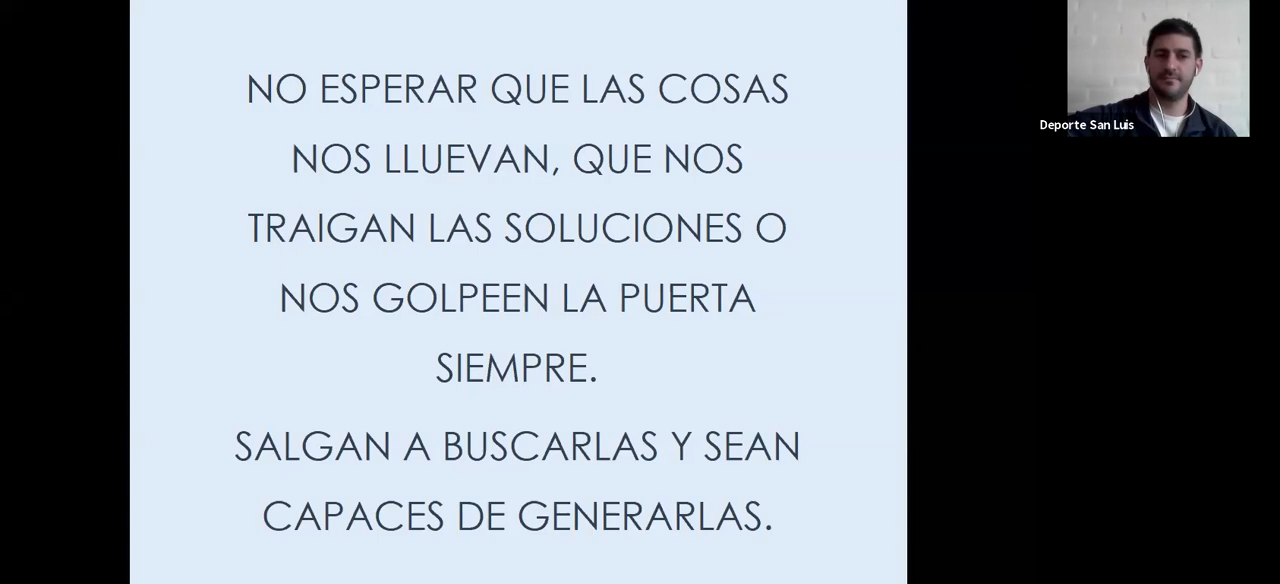 NO ESPERAR QUE LAS COSAS
NOS LLUEVAN, QUE NOS
TRAIGAN LAS SOLUCIONES O
NOS GOLPEEN LA PUERTA
SIEMPRE.
SALGAN A BUSCARLAS Y SEAN
CAPACES DE GENERARLAS.
Deporte San Luis